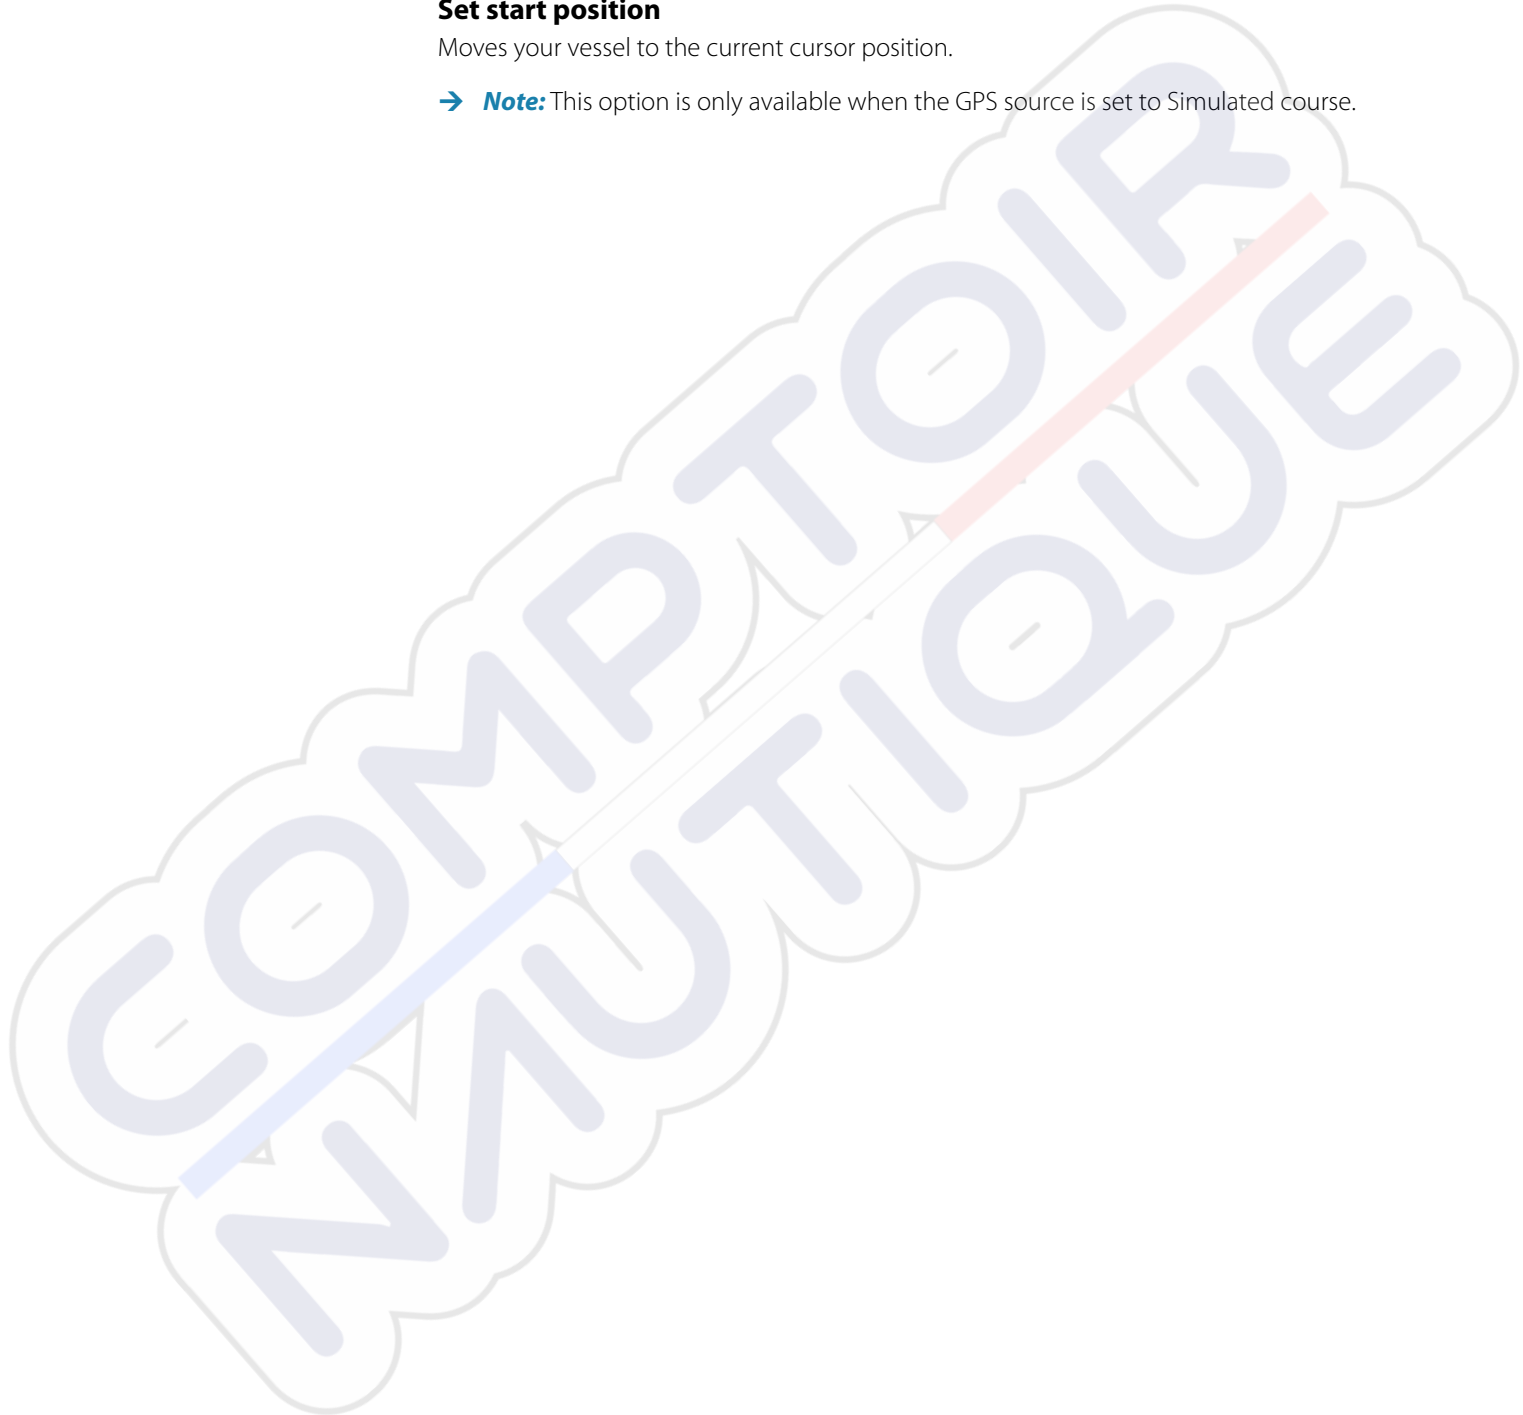 Set start position
Moves your vessel to the current cursor position.
→ Note: This option is only available when the GPS source is set to Simulated course.
COMPTOIR
NAUTIQUE